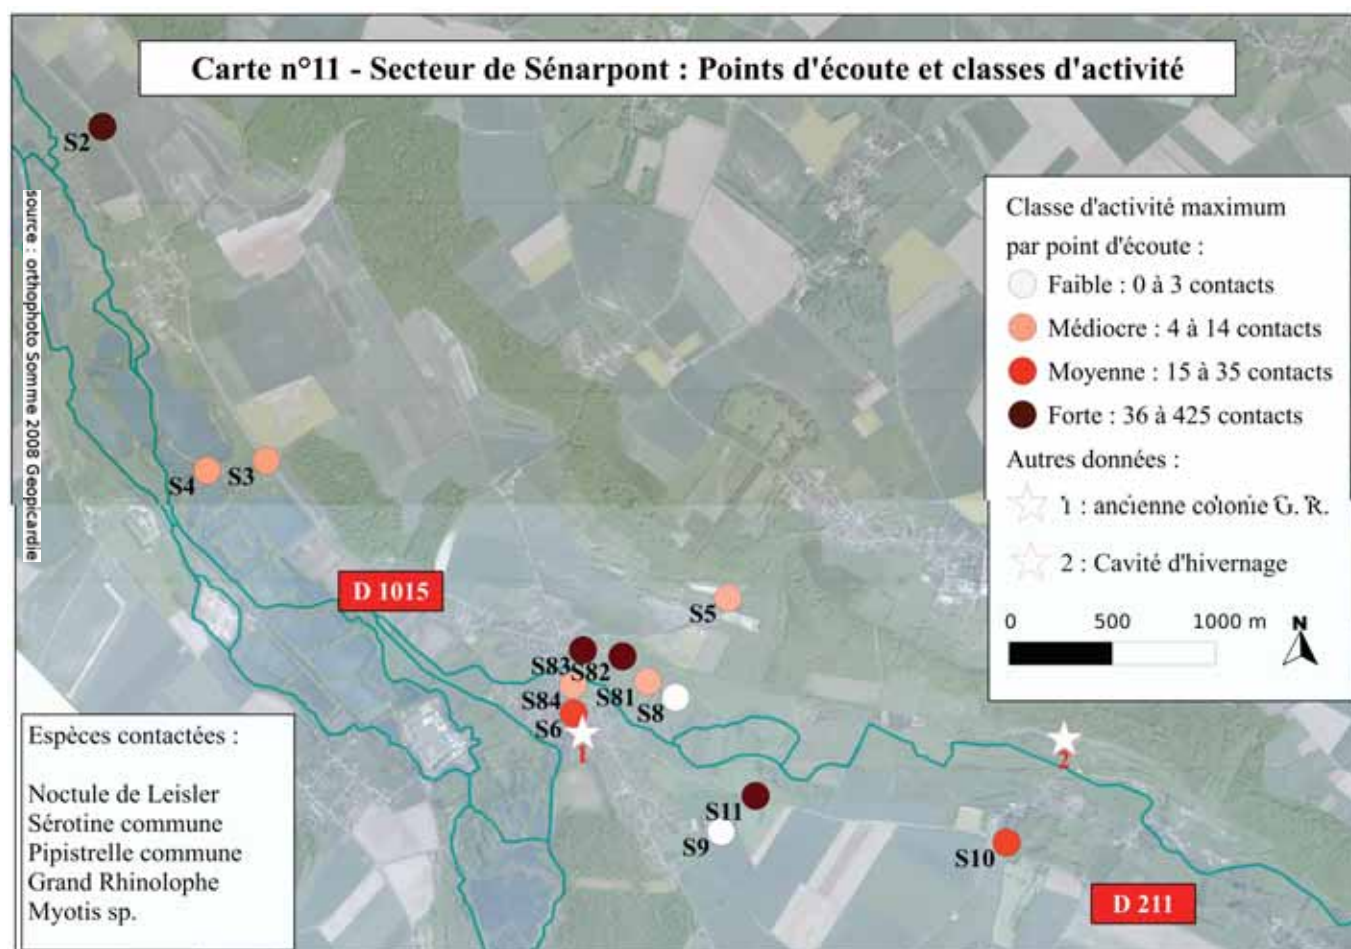 Carte n°11 - Secteur de Sénarpont : Points d'écoute et classes d'activité
S2
source : orthophoto Somme 2008 Geopicardie
Classe d'activité maximum
par point d'écoute :
Faible : 0 à 3 contacts
Médiocre : 4 à 14 contacts
Moyenne : 15 à 35 contacts
Forte : 36 à 425 contacts
Autres données :
1 : ancienne colonie G. R.
2 : Cavité d'hivernage
0 500 1000 m
N
S4
S3
D 1015
S5
S83
S82
S84
S81
S8
S6
1
2
S11
S9
S10
D 211
Espèces contactées :
Noctule de Leisler
Sérotine commune
Pipistrelle commune
Grand Rhinolophe
Myotis sp.